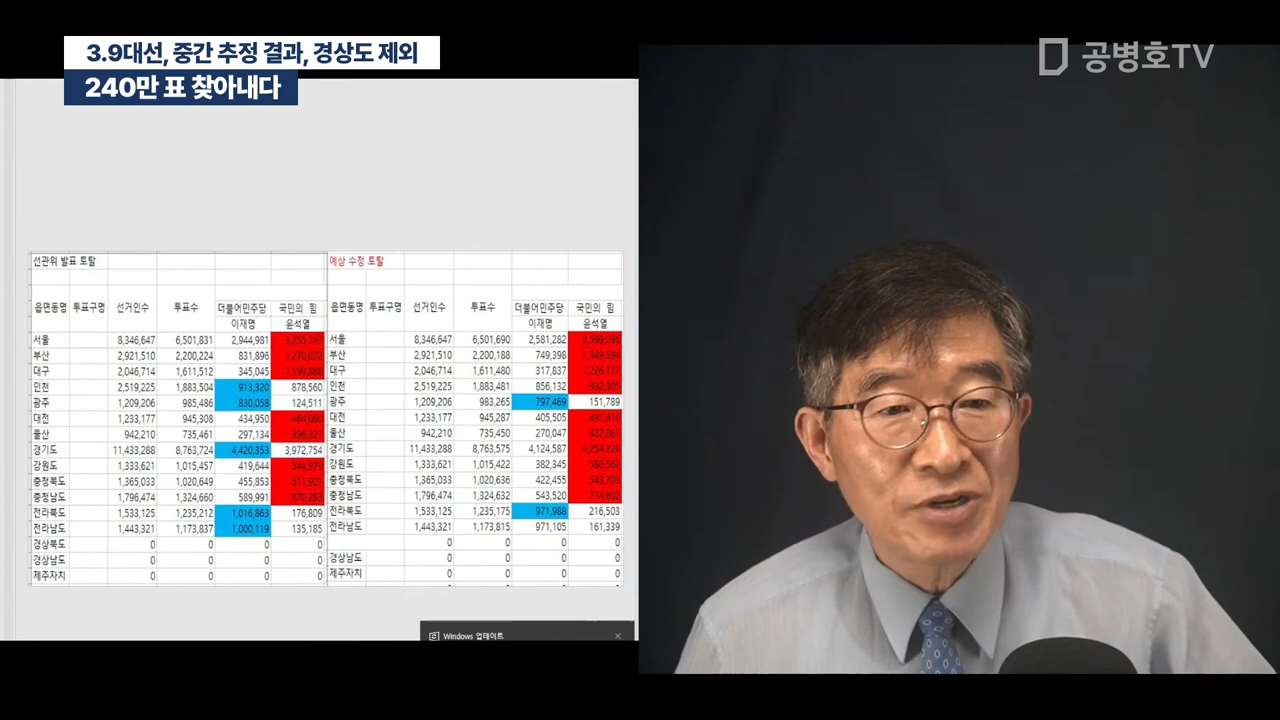 3.9대선, 중간 추정 결과, 경상도 제외
240만 표 찾아내다
공병호TV
선관위 발표 토탈 예상 수정 토탈
읍면동명 투표구명 선거인수 투표수 더불어민주당 국민의 힘 읍면동명 투표구명 선거인수 투표수 더불어민주당 국민의 힘
이재명 윤석열 이재명 윤석열
서울 8,346,647 6,501,831 2,944,981 3,255,747 서울 8,346,647 6,501,690 2,581,282 3,599,096
부산 2,921,510 2,200,224 831,896 1,270,072 부산 2,921,510 2,200,188 749,398 1,349,534
대구 2,046,714 1,611,512 345,045 1,199,888 대구 2,046,714 1,611,480 317,837 1,226,177
인천 2,519,225 1,883,504 913,320 878,560 인천 2,519,225 1,883,481 856,132 932,305
광주 1,209,206 985,486 830,058 124,511 광주 1,209,206 983,265 797,469 151,789
대전 1,233,177 945,308 434,950 464,060 대전 1,233,177 945,287 405,505 491,910
울산 942,210 735,461 297,134 396,321 울산 942,210 735,450 270,047 422,061
경기도 11,433,288 8,763,724 4,420,353 3,972,754 경기도 11,433,288 8,763,575 4,124,587 4,254,224
강원도 1,333,621 1,015,457 419,644 544,979 강원도 1,333,621 1,015,422 382,345 580,562
충청북도 1,365,033 1,020,649 455,853 511,921 충청북도 1,365,033 1,020,636 422,455 543,703
충청남도 1,796,474 1,324,660 589,991 670,283 충청남도 1,796,474 1,324,632 543,520 714,602
전라북도 1,533,125 1,235,212 1,016,863 176,809 전라북도 1,533,125 1,235,175 971,988 216,503
전라남도 1,443,321 1,173,837 1,000,119 135,185 전라남도 1,443,321 1,173,815 971,105 161,339
경상북도 0 0 0 0 0 0 0 0
경상남도 0 0 0 0 경상남도 0 0 0 0
제주자치 0 0 0 0 제주자치 0 0 0 0
Windows 업데이트